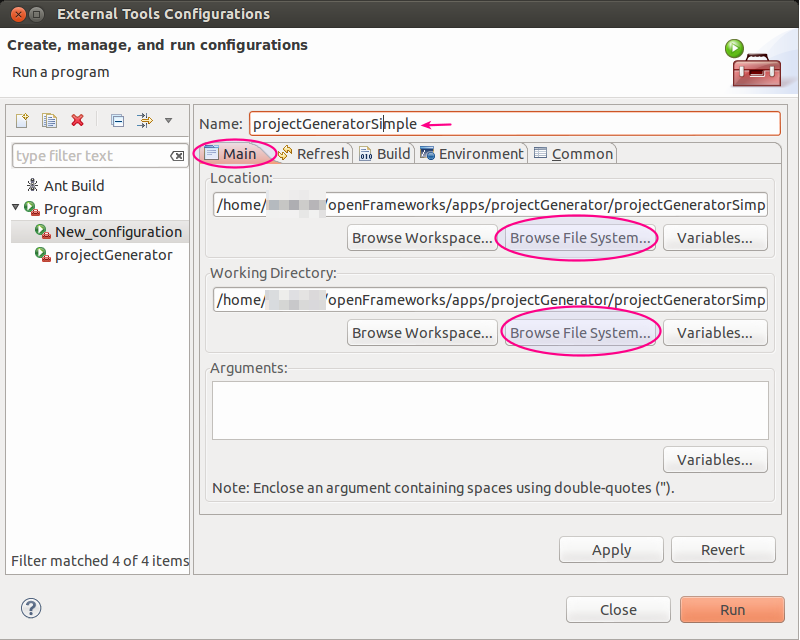 External Tools Configurations
Create, manage, and run configurations
Run a program
type filter text
Ant Build
Program
New_configuration
projectGenerator
Filter matched 4 of 4 items
Name: projectGeneratorSimple
Main Refresh Build Environment Common
Location:
/home/ /openFrameworks/apps/projectGenerator/projectGeneratorSimp
Browse Workspace... Browse File System... Variables...
Working Directory:
/home/ /openFrameworks/apps/projectGenerator/projectGeneratorSimp
Browse Workspace... Browse File System... Variables...
Arguments:
Variables...
Note: Enclose an argument containing spaces using double-quotes (").
Apply Revert
Close Run